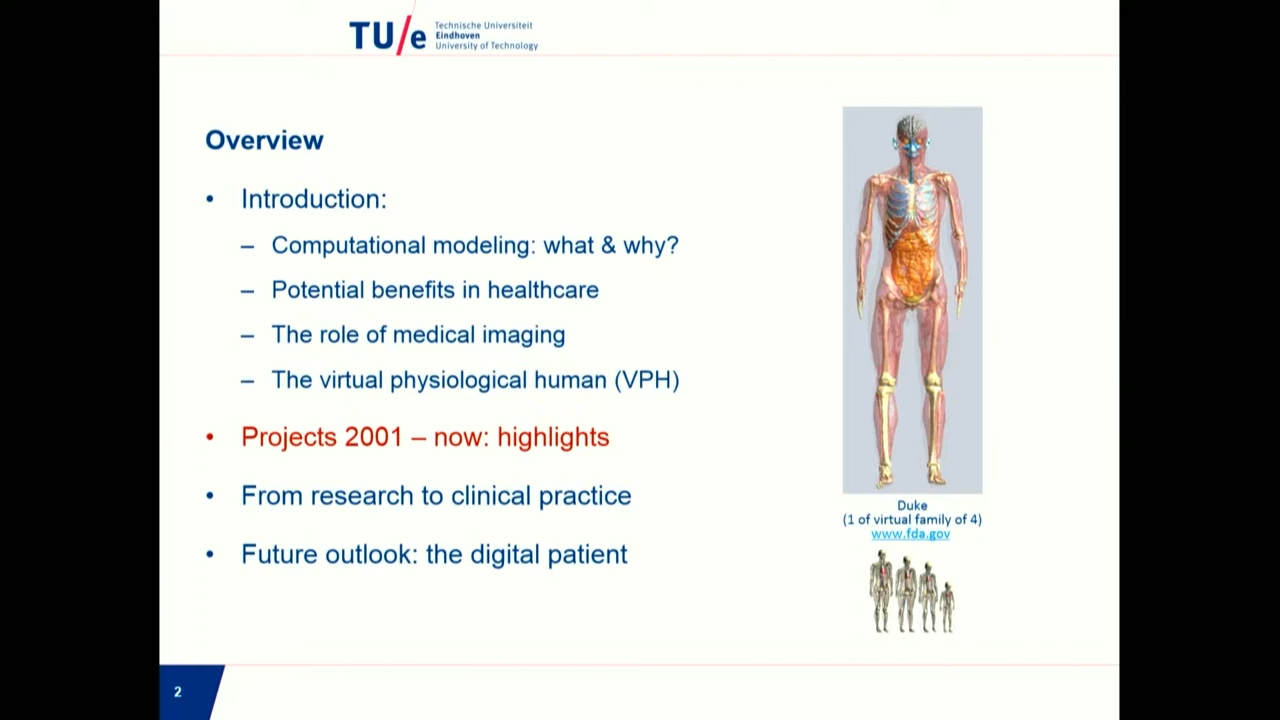 TU/e
Technische Universiteit
Eindhoven
University of Technology
Overview
• Introduction:
– Computational modeling: what & why?
– Potential benefits in healthcare
– The role of medical imaging
– The virtual physiological human (VPH)
• Projects 2001 – now: highlights
• From research to clinical practice
• Future outlook: the digital patient
Duke
(1 of virtual family of 4)
www.fda.gov
2